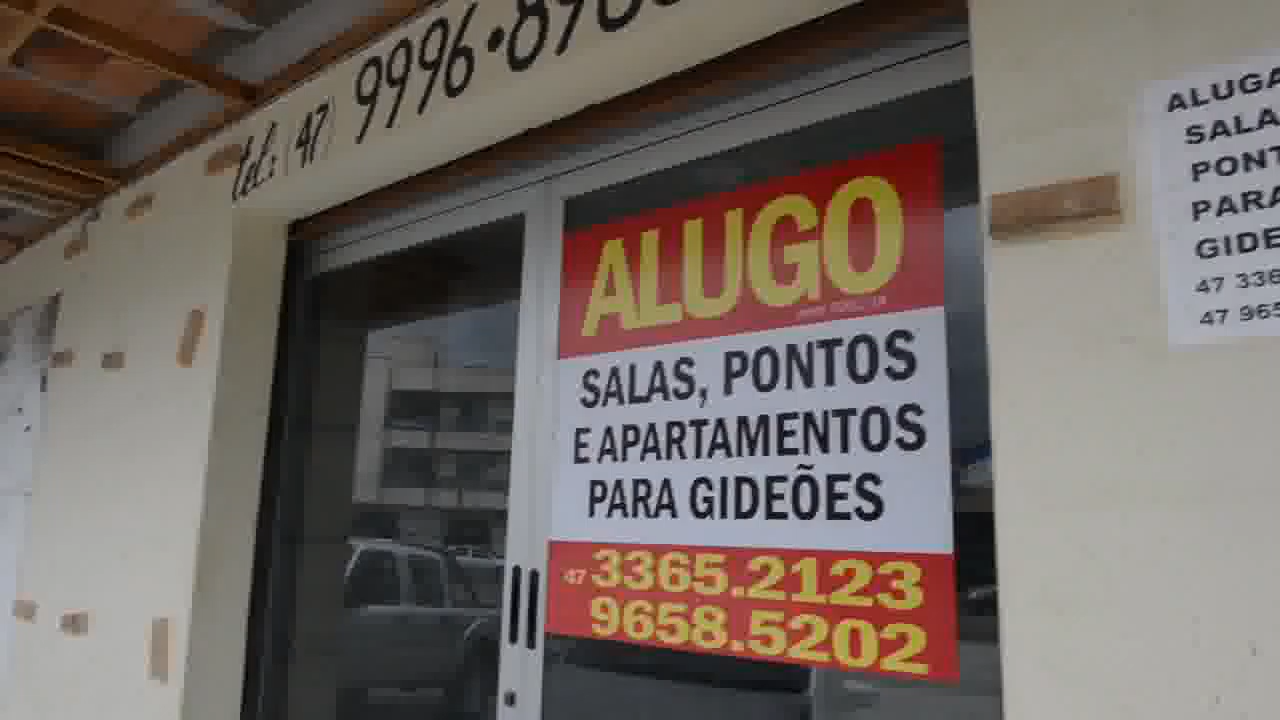 tel: (47) 9996-
ALUGO
SALAS, PONTOS
E APARTAMENTOS
PARA GIDEÕES
47 3365.2123
9658.5202
ALUGA
SALA
PONT
PARA
GIDE
47 336
47 965